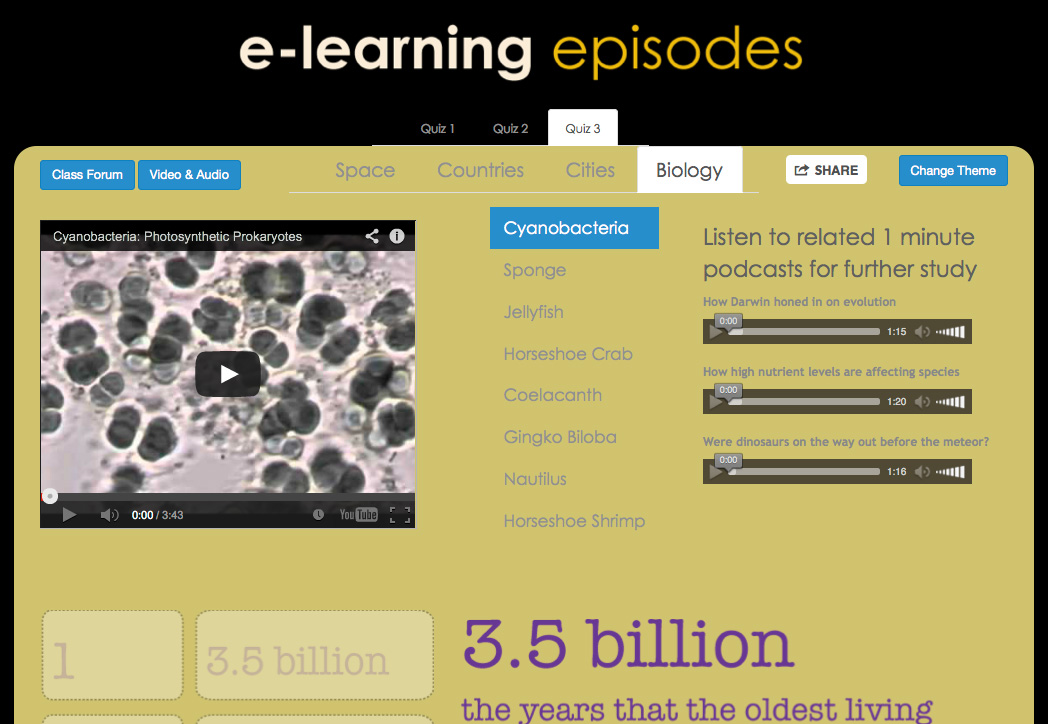 e-learning episodes
Quiz 1
Quiz 2
Quiz 3
Class Forum
Video & Audio
Space
Countries
Cities
Biology
SHARE
Change Theme
Cyanobacteria: Photosynthetic Prokaryotes
0:00 / 3:43
YouTube
Cyanobacteria
Sponge
Jellyfish
Horseshoe Crab
Coelacanth
Gingko Biloba
Nautilus
Horseshoe Shrimp
Listen to related 1 minute
podcasts for further study
How Darwin honed in on evolution
0:00
1:15
How high nutrient levels are affecting species
0:00
1:20
Were dinosaurs on the way out before the meteor?
0:00
1:16
1
3.5 billion
3.5 billion
the years that the oldest living